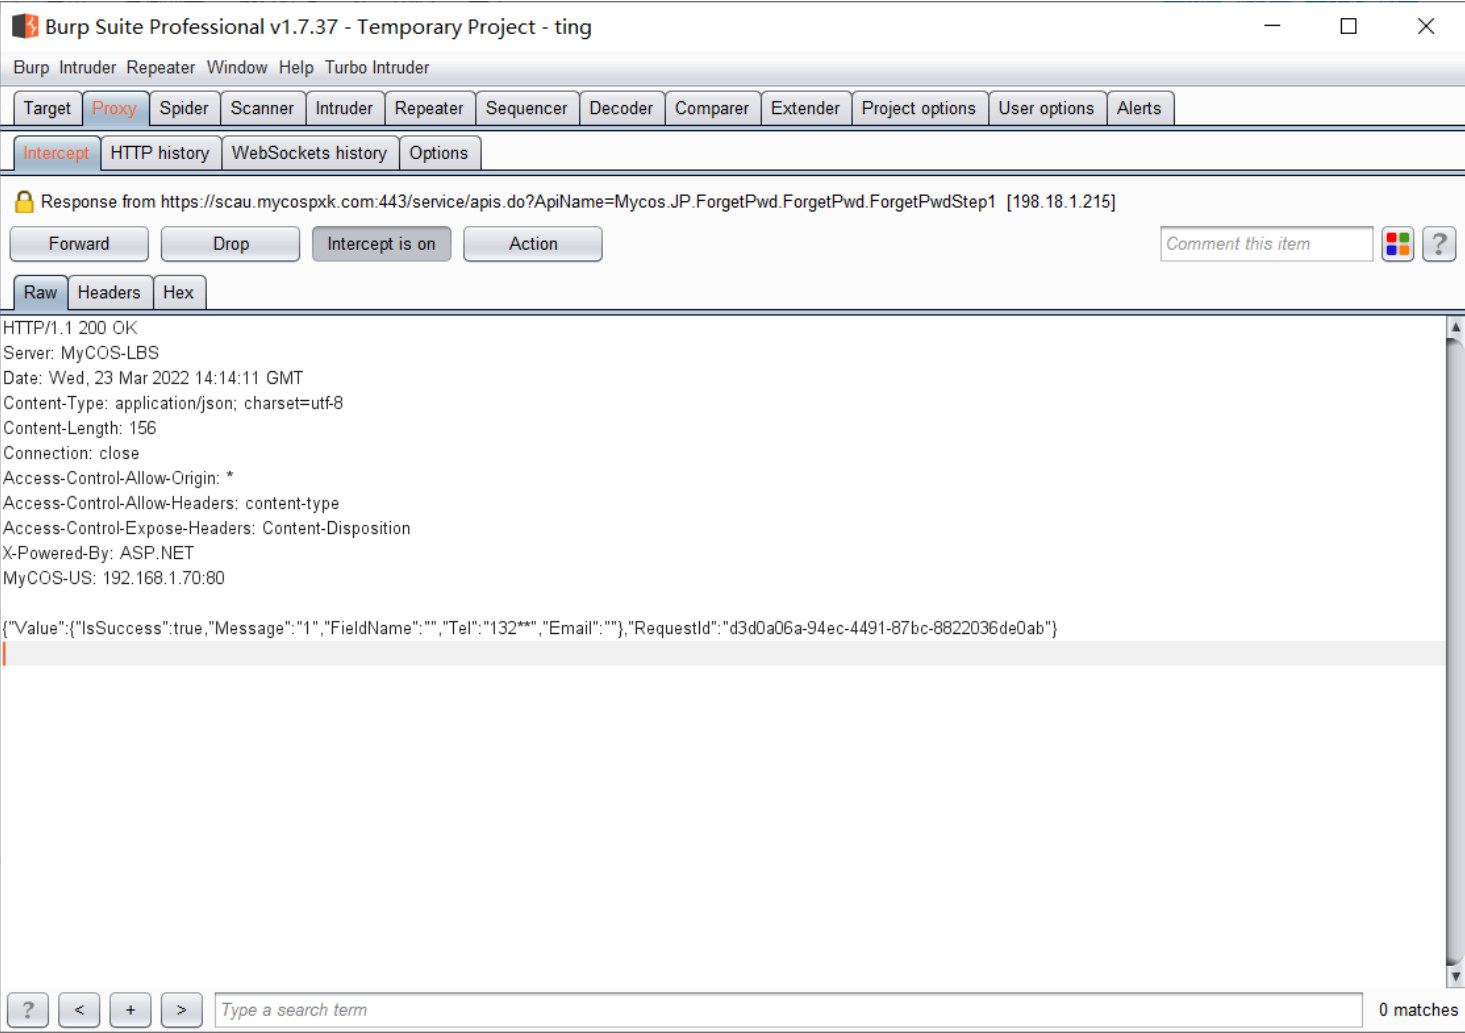 Burp Suite Professional v1.7.37 - Temporary Project - ting
Burp Intruder Repeater Window Help Turbo Intruder
Target Proxy Spider Scanner Intruder Repeater Sequencer Decoder Comparer Extender Project options User options Alerts
Intercept HTTP history WebSockets history Options
Response from https://scau.mycospxk.com:443/service/apis.do?ApiName=Mycos.JP.ForgetPwd.ForgetPwd.ForgetPwdStep1 [198.18.1.215]
Forward Drop Intercept is on Action Comment this item ?
Raw Headers Hex
HTTP/1.1 200 OK
Server: MyCOS-LBS
Date: Wed, 23 Mar 2022 14:14:11 GMT
Content-Type: application/json; charset=utf-8
Content-Length: 156
Connection: close
Access-Control-Allow-Origin: *
Access-Control-Allow-Headers: content-type
Access-Control-Expose-Headers: Content-Disposition
X-Powered-By: ASP.NET
MyCOS-US: 192.168.1.70:80
{"Value":{"IsSuccess":true,"Message":"1","FieldName":"","Tel":"132**","Email":""},"RequestId":"d3d0a06a-94ec-4491-87bc-8822036de0ab"}
? < + > Type a search term 0 matches